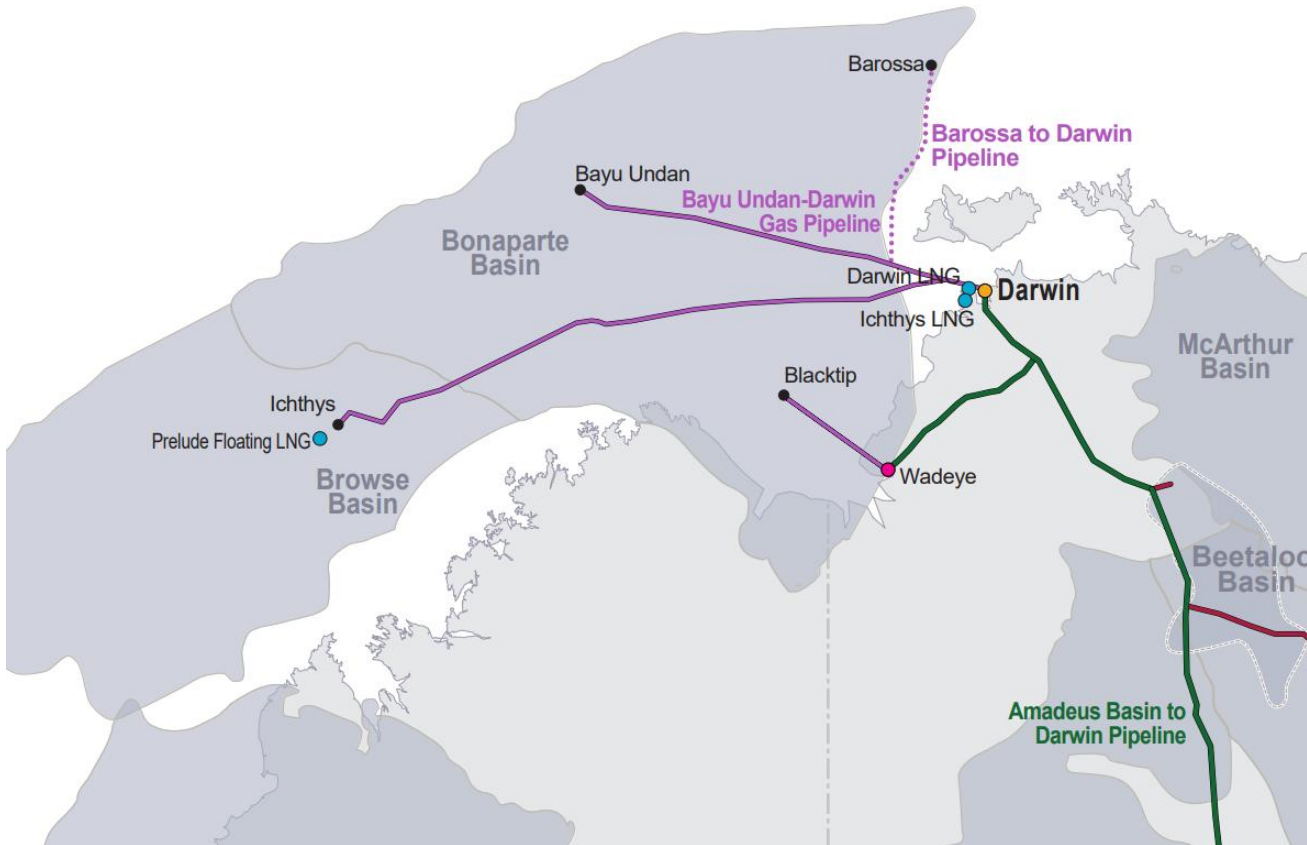 Barossa
Barossa to Darwin
Pipeline
Bayu Undan
Bayu Undan-Darwin
Gas Pipeline
Bonaparte
Basin
Darwin LNG
Darwin
Ichthys LNG
McArthur
Basin
Blacktip
Ichthys
Prelude Floating LNG
Browse
Basin
Wadeye
Beetaloo
Basin
Amadeus Basin to
Darwin Pipeline